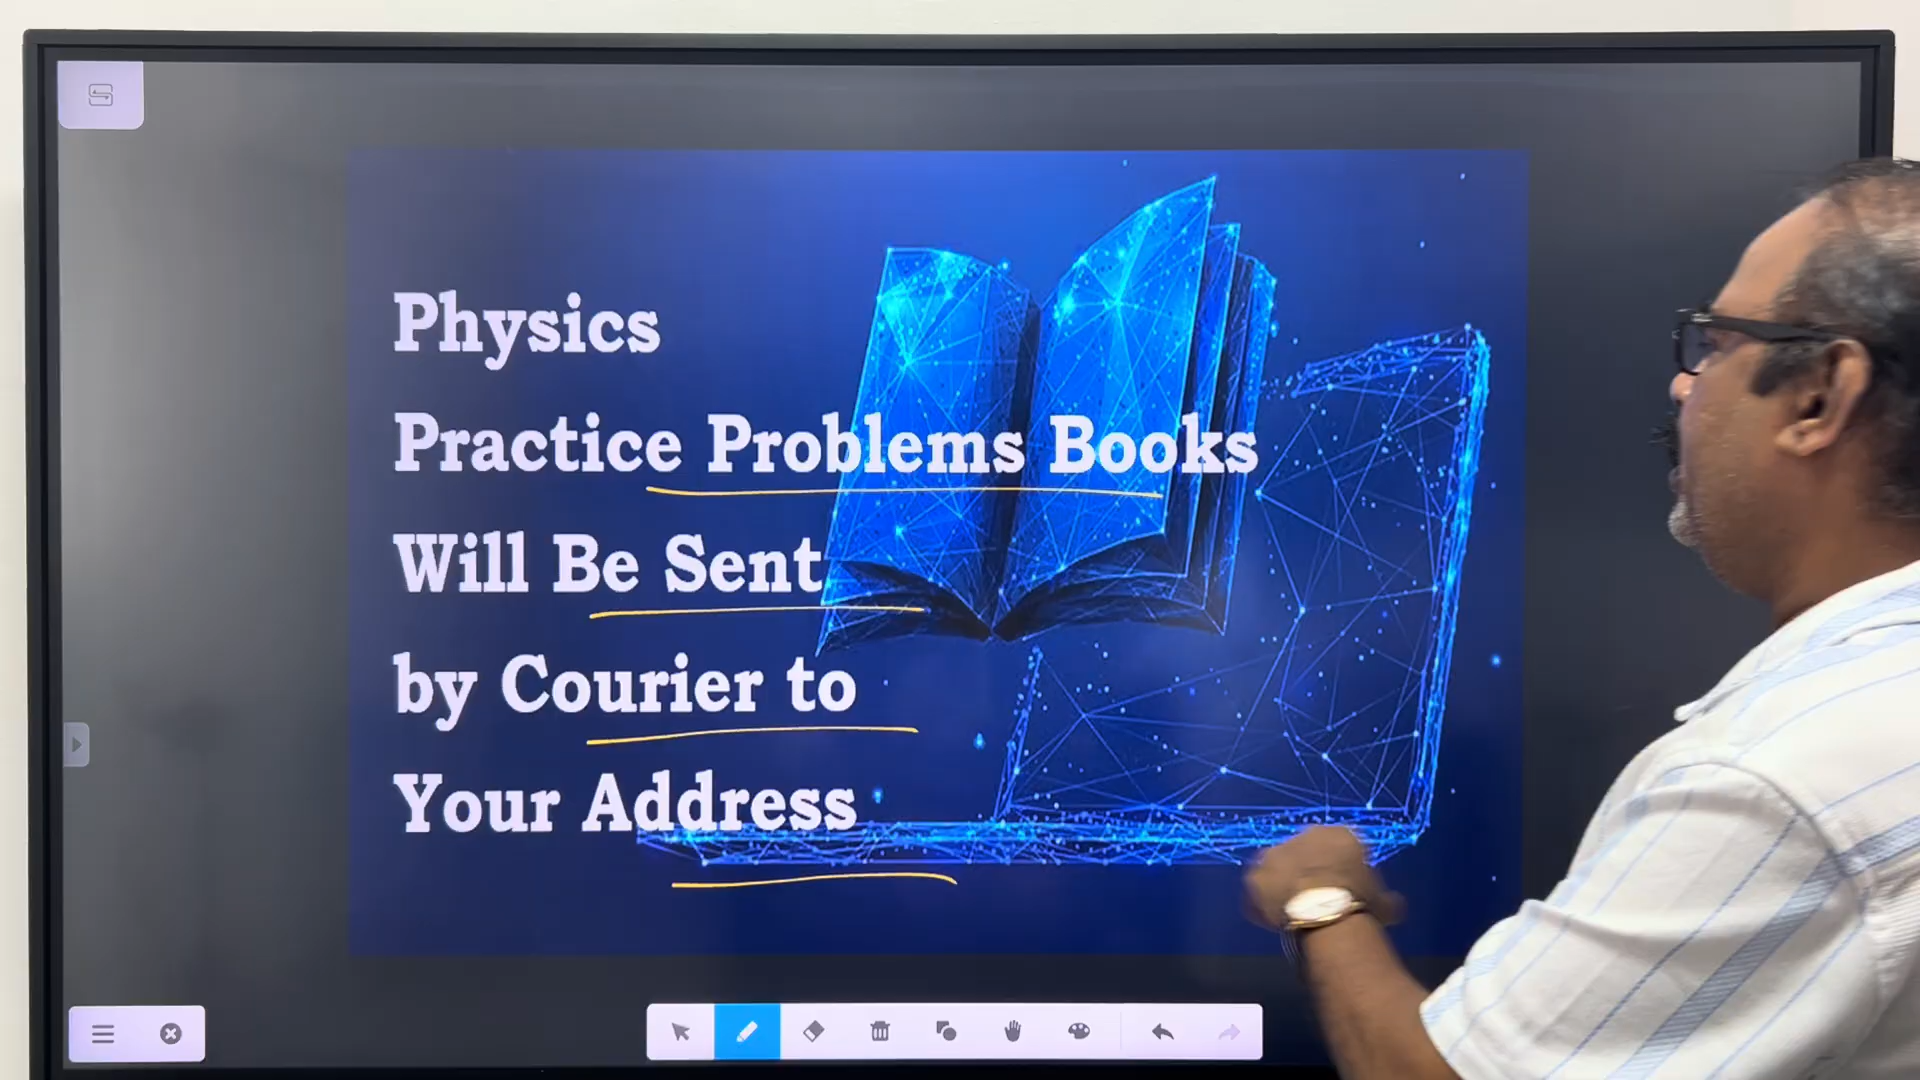 Physics
Practice Problems Books
Will Be Sent
by Courier to
Your Address